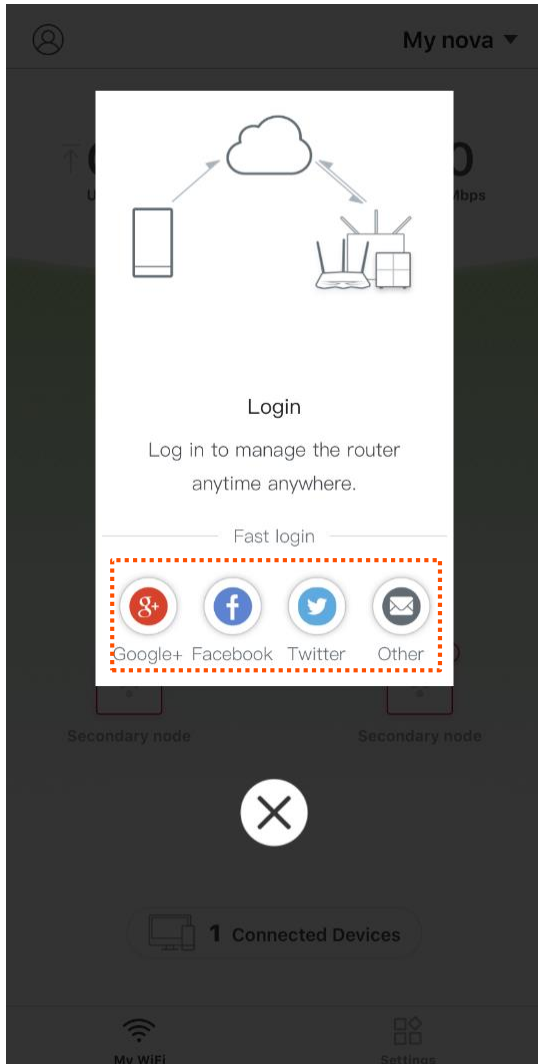 My nova
Mbps
Login
Log in to manage the router
anytime anywhere.
Fast login
g+ f
Google+ Facebook Twitter Other
Secondary node Secondary node
1 Connected Devices
My WiFi Settings